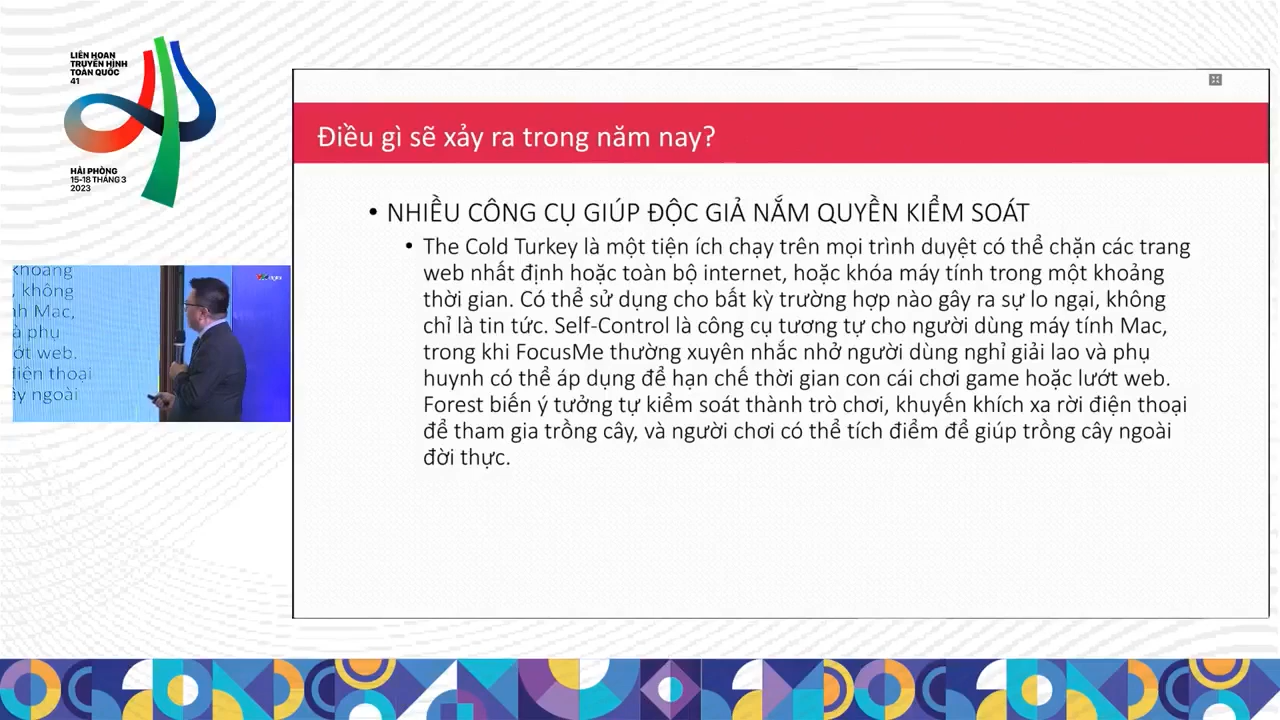 LIÊN HOAN
TRUYỀN HÌNH
TOÀN QUỐC
41
HẢI PHÒNG
15-18 THÁNG 3
2023
Điều gì sẽ xảy ra trong năm nay?
• NHIỀU CÔNG CỤ GIÚP ĐỘC GIẢ NẮM QUYỀN KIỂM SOÁT
• The Cold Turkey là một tiện ích chạy trên mọi trình duyệt có thể chặn các trang
web nhất định hoặc toàn bộ internet, hoặc khóa máy tính trong một khoảng
thời gian. Có thể sử dụng cho bất kỳ trường hợp nào gây ra sự lo ngại, không
chỉ là tin tức. Self-Control là công cụ tương tự cho người dùng máy tính Mac,
trong khi FocusMe thường xuyên nhắc nhở người dùng nghỉ giải lao và phụ
huynh có thể áp dụng để hạn chế thời gian con cái chơi game hoặc lướt web.
Forest biến ý tưởng tự kiểm soát thành trò chơi, khuyến khích xa rời điện thoại
để tham gia trồng cây, và người chơi có thể tích điểm để giúp trồng cây ngoài
đời thực.
khoảng
, không
nh Mac,
à phụ
ớt web.
điện thoại
ây ngoài